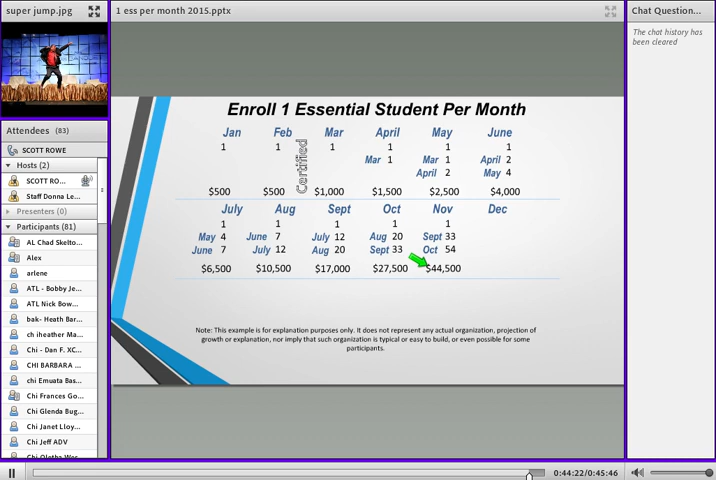 super jump.jpg
1 ess per month 2015.pptx
Chat Question...
The chat history has
been cleared
Attendees (83)
SCOTT ROWE
Hosts (2)
SCOTT RO...
Staff Donna Le...
Presenters (0)
Participants (81)
AL Chad Skelto...
Alex
arlene
ATL - Bobby Je...
ATL Nick Bow...
bak- Heath Bar...
ch iheather Ma...
Chi - Dan F. XC...
CHI BARBARA ...
chi Emuata Bas...
Chi Frances Go...
Chi Glenda Bug...
Chi Janet Lloy...
Chi Jeff ADV
Enroll 1 Essential Student Per Month
Jan Feb Mar April May June
1 1 1 1 1 1
Mar 1 Mar 1 April 2
April 2 May 4
Certified
$500 $500 $1,000 $1,500 $2,500 $4,000
July Aug Sept Oct Nov Dec
1 1 1 1 1
May 4 June 7 July 12 Aug 20 Sept 33
June 7 July 12 Aug 20 Sept 33 Oct 54
$6,500 $10,500 $17,000 $27,500 $44,500
Note: This example is for explanation purposes only. It does not represent any actual organization, projection of
growth or explanation, nor imply that such organization is typical or easy to build, or even possible for some
participants.
0:44:22/0:45:46